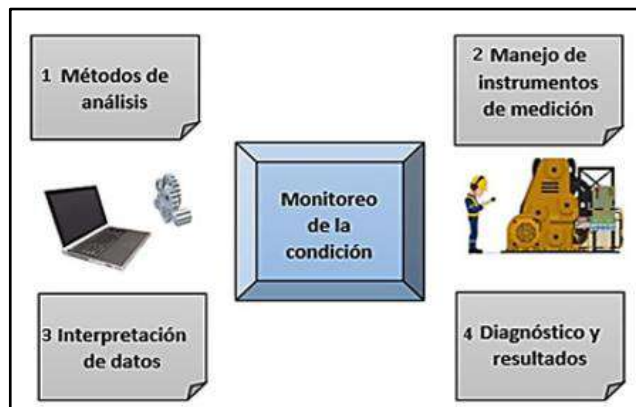 1 Métodos de
análisis
2 Manejo de
instrumentos
de medición
Monitoreo
de la
condición
3 Interpretación
de datos
4 Diagnóstico y
resultados